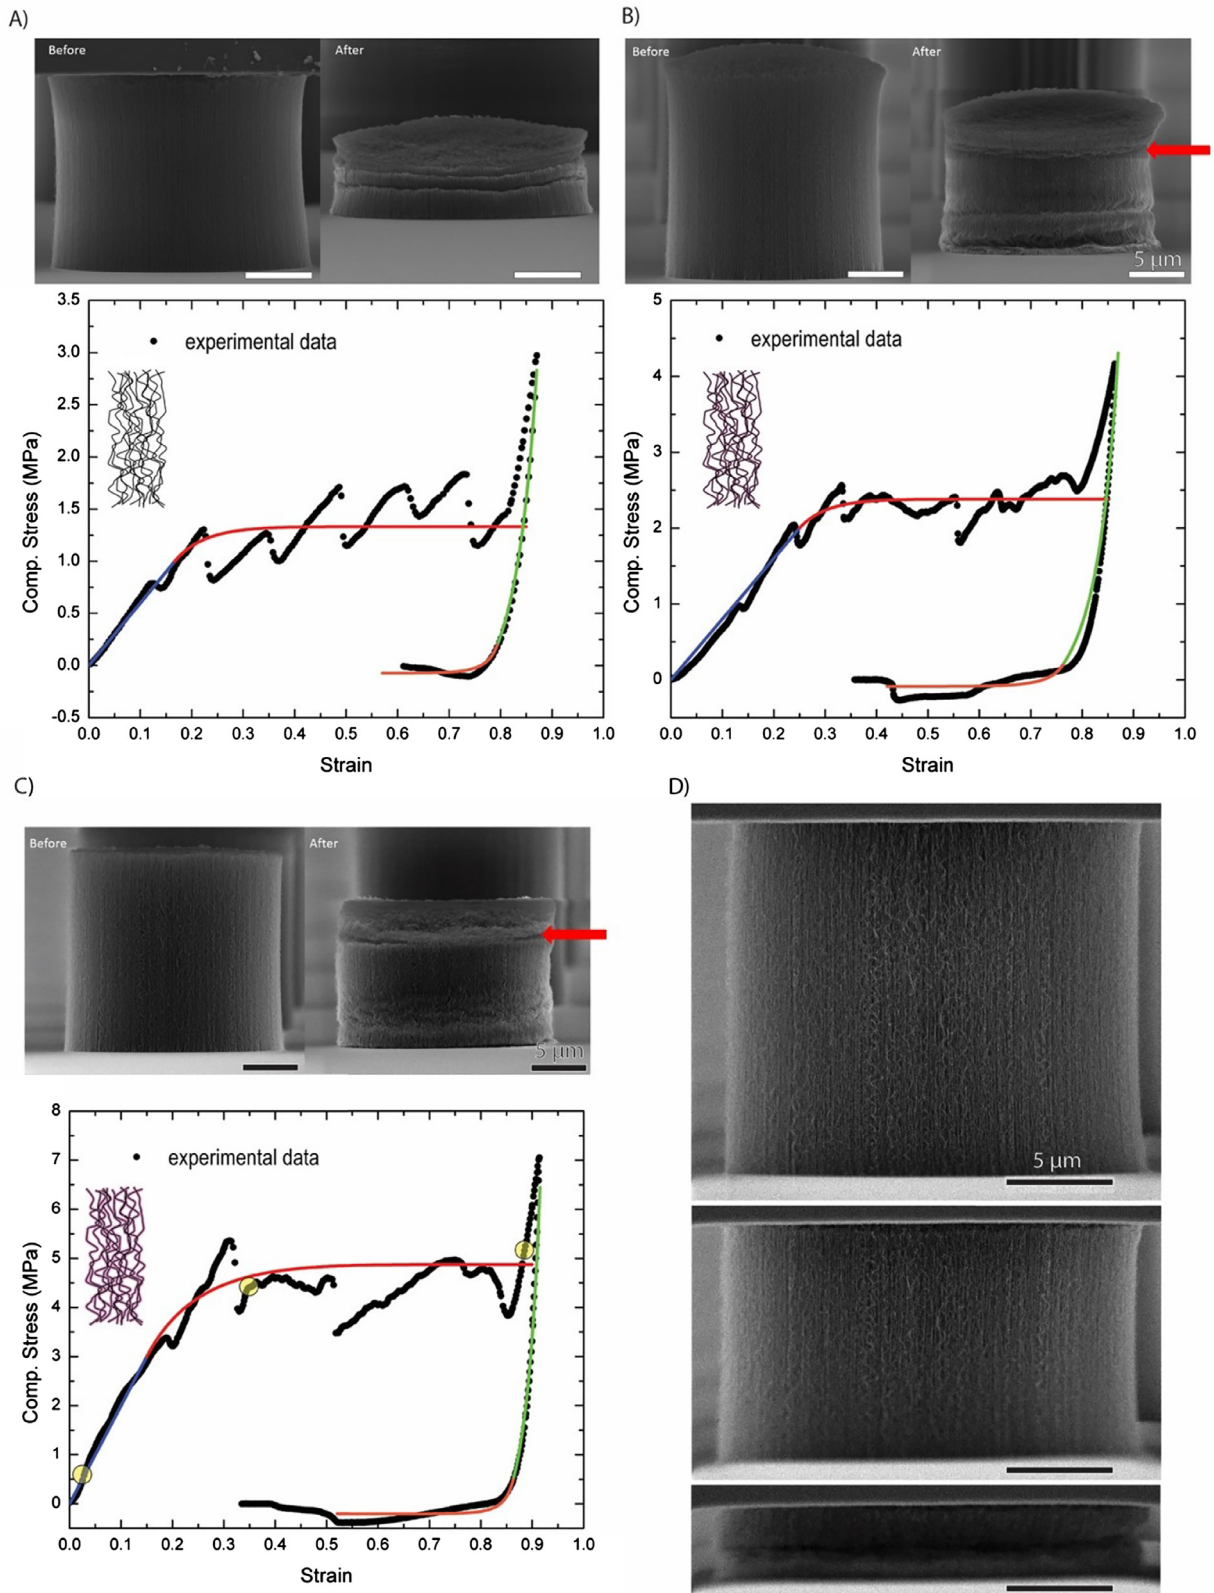 A)
B)
Before
After
Before
After
5 μm
3.5
3.0
2.5
2.0
1.5
1.0
0.5
0.0
-0.5
Comp. Stress (MPa)
experimental data
0.0 0.1 0.2 0.3 0.4 0.5 0.6 0.7 0.8 0.9 1.0
Strain
5
4
3
2
1
0
Comp. Stress (MPa)
experimental data
0.0 0.1 0.2 0.3 0.4 0.5 0.6 0.7 0.8 0.9 1.0
Strain
C)
D)
Before
After
5 μm
8
7
6
5
4
3
2
1
0
Comp. Stress (MPa)
experimental data
0.0 0.1 0.2 0.3 0.4 0.5 0.6 0.7 0.8 0.9 1.0
Strain
5 μm